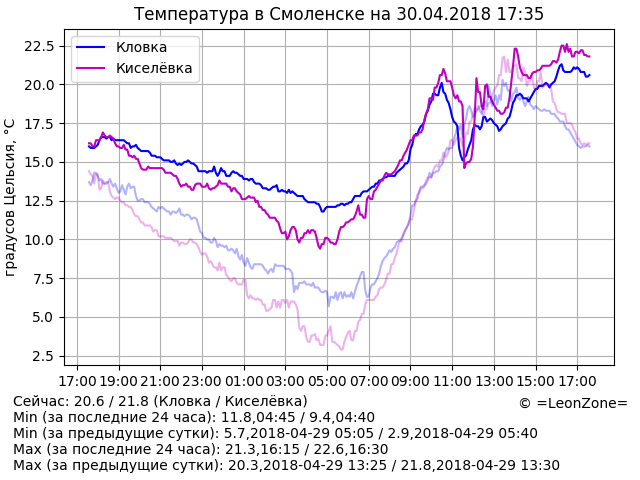 Температура в Смоленске на 30.04.2018 17:35
Кловка
Киселёвка
градусов Цельсия, °C
22.5
20.0
17.5
15.0
12.5
10.0
7.5
5.0
2.5
17:00 19:00 21:00 23:00 01:00 03:00 05:00 07:00 09:00 11:00 13:00 15:00 17:00
Сейчас: 20.6 / 21.8 (Кловка / Киселёвка)
© =LeonZone=
Min (за последние 24 часа): 11.8,04:45 / 9.4,04:40
Min (за предыдущие сутки): 5.7,2018-04-29 05:05 / 2.9,2018-04-29 05:40
Max (за последние 24 часа): 21.3,16:15 / 22.6,16:30
Max (за предыдущие сутки): 20.3,2018-04-29 13:25 / 21.8,2018-04-29 13:30